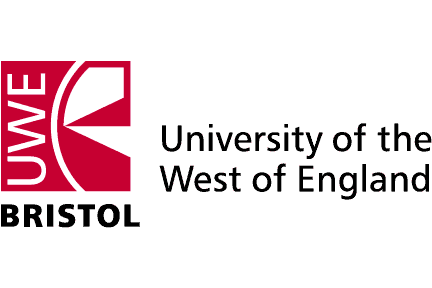 UWE
BRISTOL
University of the
West of England